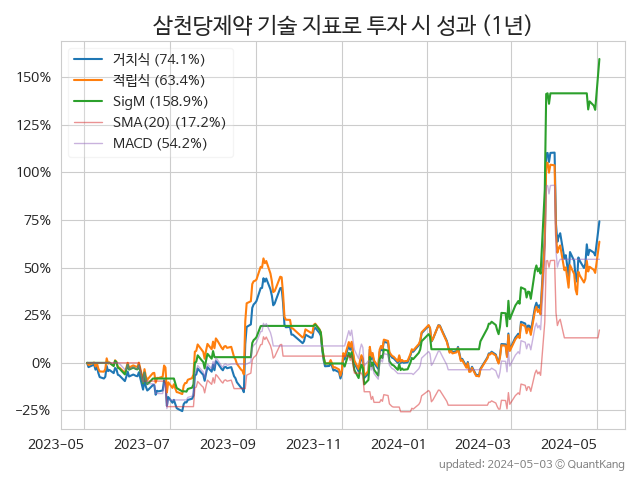 삼천당제약 기술 지표로 투자 시 성과 (1년)
거치식 (74.1%)
적립식 (63.4%)
SigM (158.9%)
SMA(20) (17.2%)
MACD (54.2%)
150%
125%
100%
75%
50%
25%
0%
−25%
2023-05
2023-07
2023-09
2023-11
2024-01
2024-03
2024-05
updated: 2024-05-03 ⓒ QuantKang